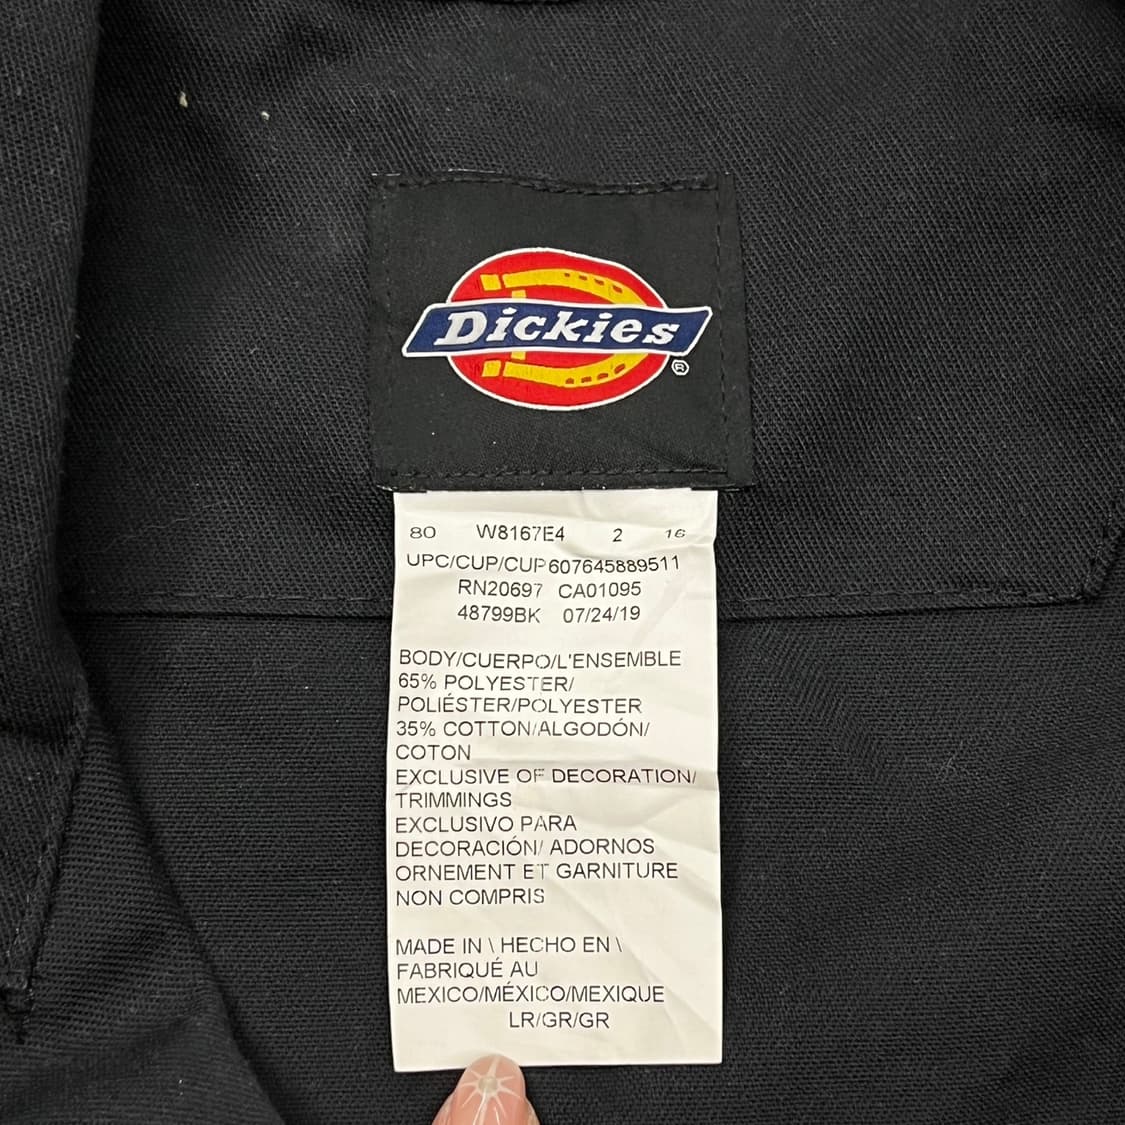 Dickies
®
80 W8167E4 2 16
UPC/CUP/CUP 607645889511
RN20697 CA01095
48799BK 07/24/19
BODY/CUERPO/L'ENSEMBLE
65% POLYESTER/
POLIÉSTER/POLYESTER
35% COTTON/ALGODÓN/
COTON
EXCLUSIVE OF DECORATION/
TRIMMINGS
EXCLUSIVO PARA
DECORACIÓN/ ADORNOS
ORNEMENT ET GARNITURE
NON COMPRIS
MADE IN \ HECHO EN \
FABRIQUÉ AU
MEXICO/MÉXICO/MEXIQUE
LR/GR/GR